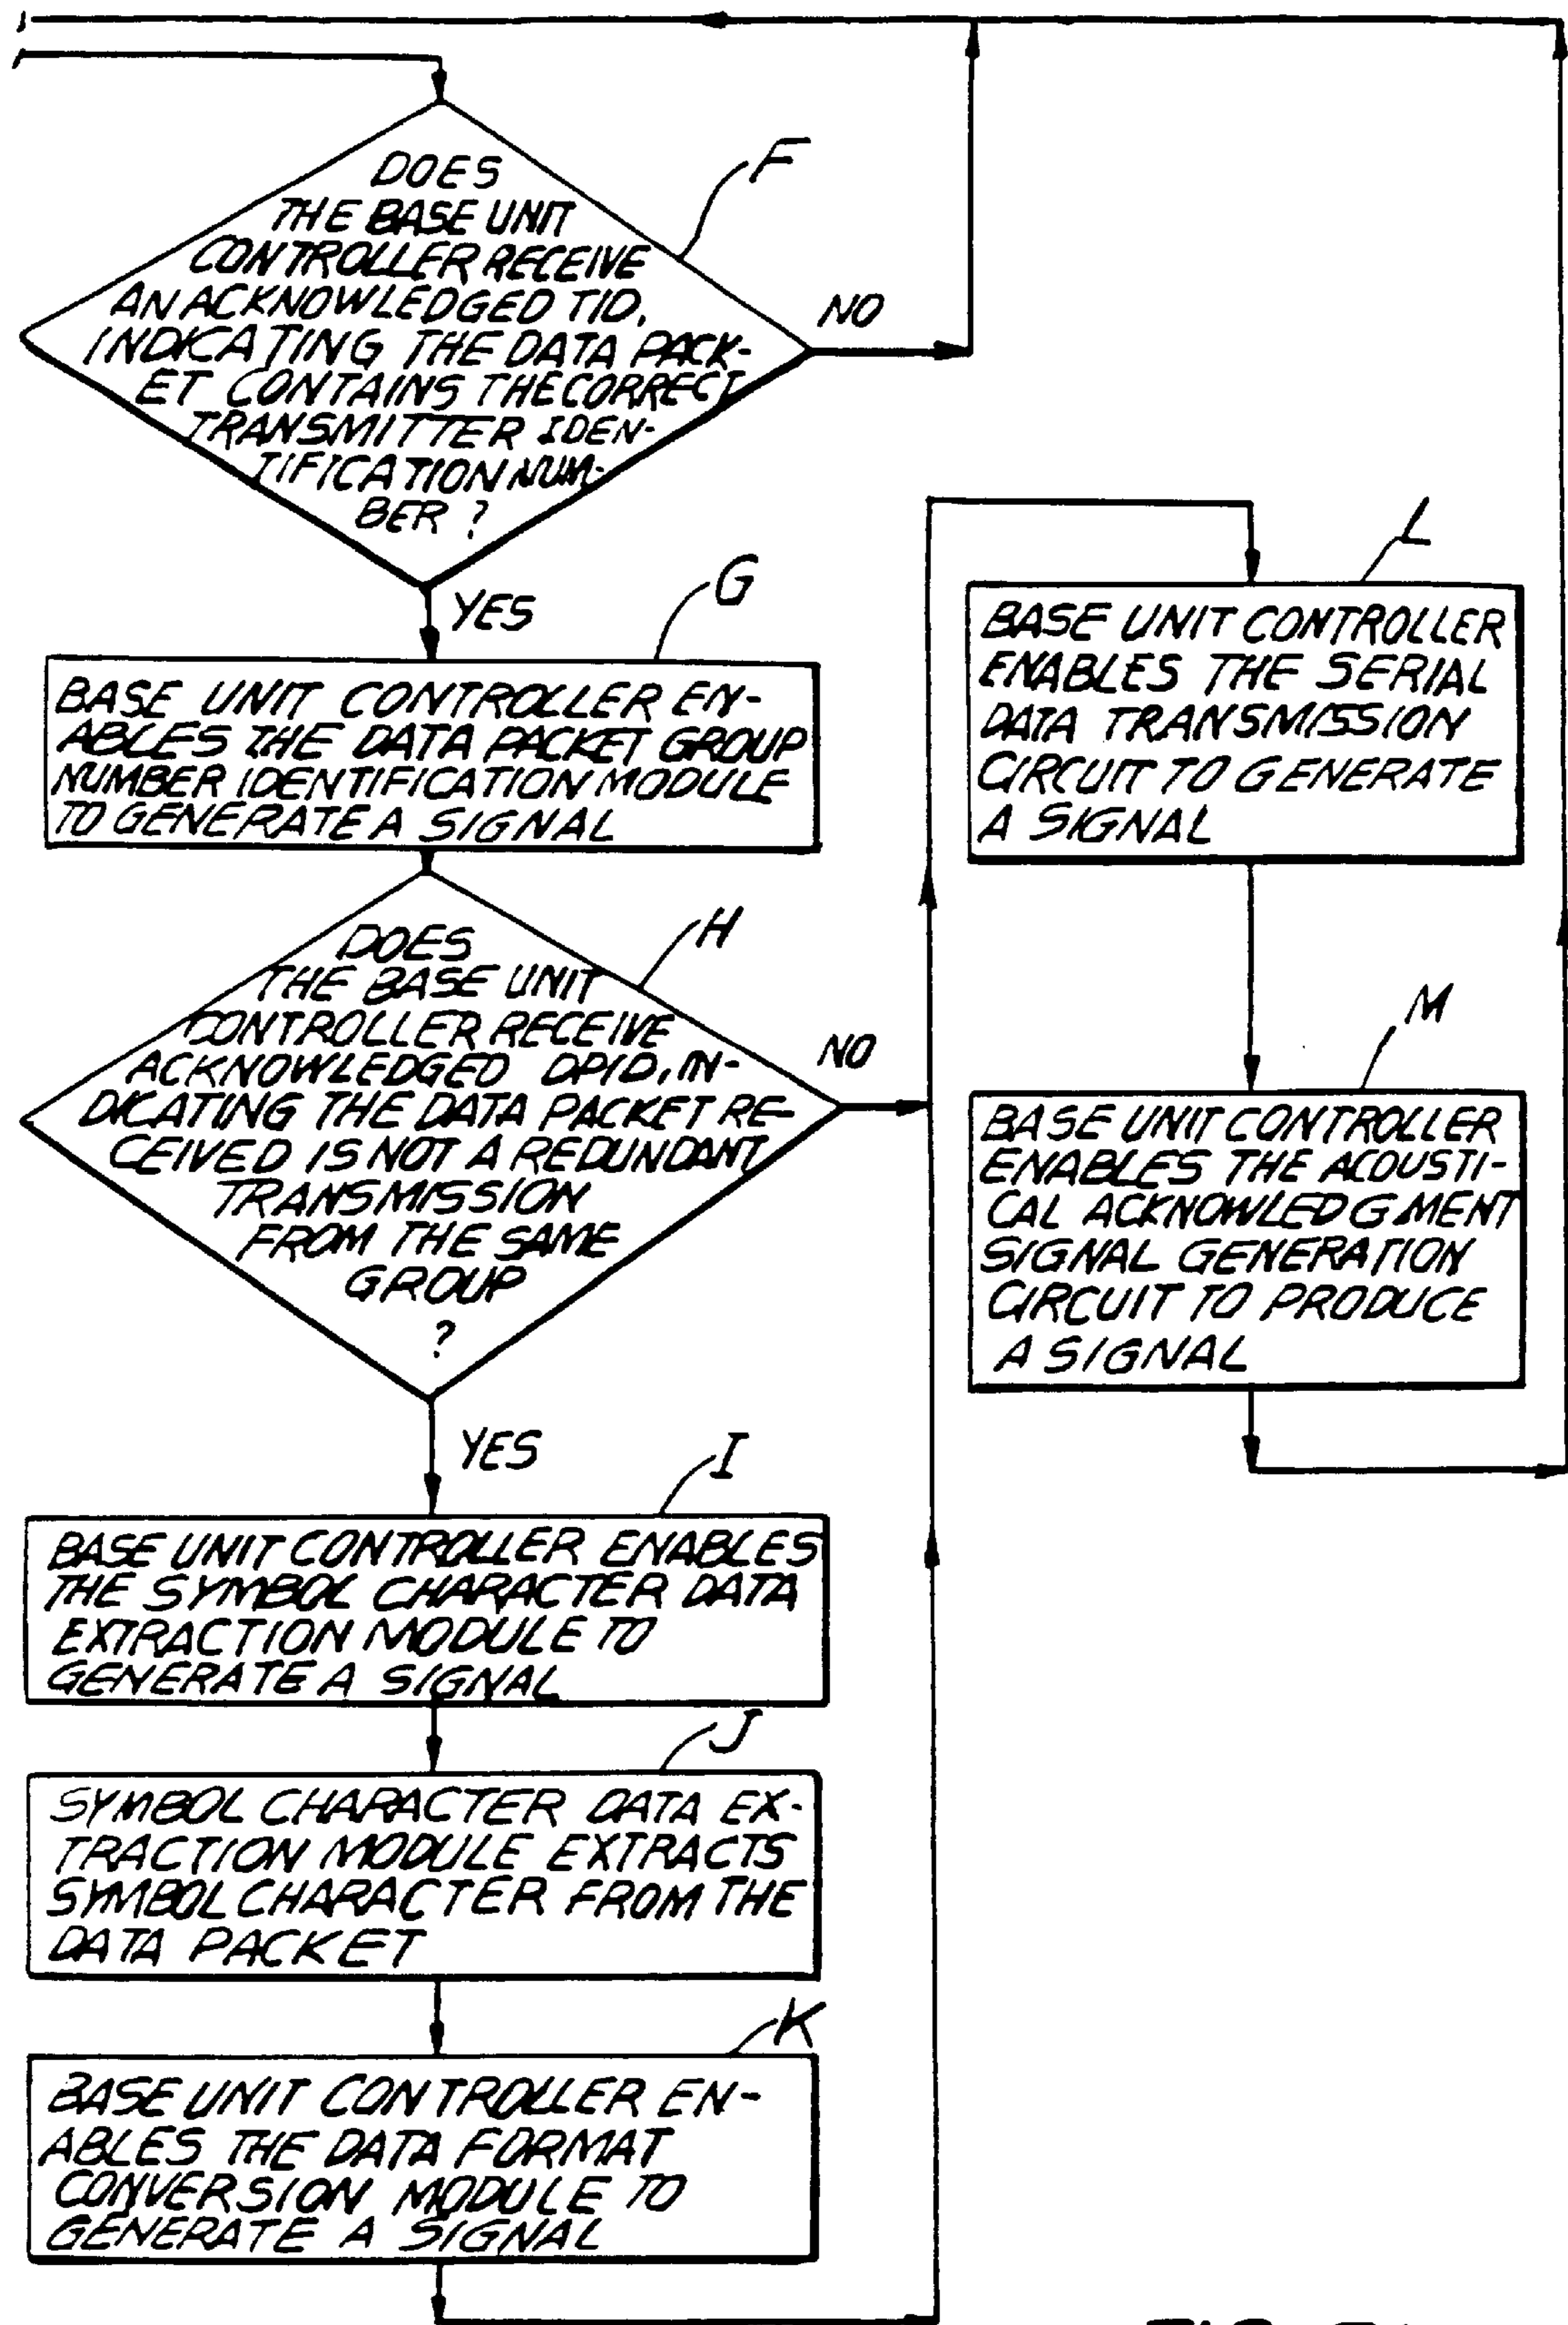 F
DOES
THE BASE UNIT
CONTROLLER RECEIVE
AN ACKNOWLEDGED TID,
INDICATING THE DATA PACK-
ET CONTAINS THE CORRECT
TRANSMITTER IDEN-
TIFICATION NUM-
BER ?
NO
YES
G
BASE UNIT CONTROLLER EN-
ABLES THE DATA PACKET GROUP
NUMBER IDENTIFICATION MODULE
TO GENERATE A SIGNAL
H
DOES
THE BASE UNIT
CONTROLLER RECEIVE
ACKNOWLEDGED DPID, IN-
DICATING THE DATA PACKET RE-
CEIVED IS NOT A REDUNDANT
TRANSMISSION
FROM THE SAME
GROUP
?
NO
YES
I
BASE UNIT CONTROLLER ENABLES
THE SYMBOL CHARACTER DATA
EXTRACTION MODULE TO
GENERATE A SIGNAL
J
SYMBOL CHARACTER DATA EX-
TRACTION MODULE EXTRACTS
SYMBOL CHARACTER FROM THE
DATA PACKET
K
BASE UNIT CONTROLLER EN-
ABLES THE DATA FORMAT
CONVERSION MODULE TO
GENERATE A SIGNAL
L
BASE UNIT CONTROLLER
ENABLES THE SERIAL
DATA TRANSMISSION
CIRCUIT TO GENERATE
A SIGNAL
M
BASE UNIT CONTROLLER
ENABLES THE ACOUSTI-
CAL ACKNOWLEDGMENT
SIGNAL GENERATION
CIRCUIT TO PRODUCE
A SIGNAL